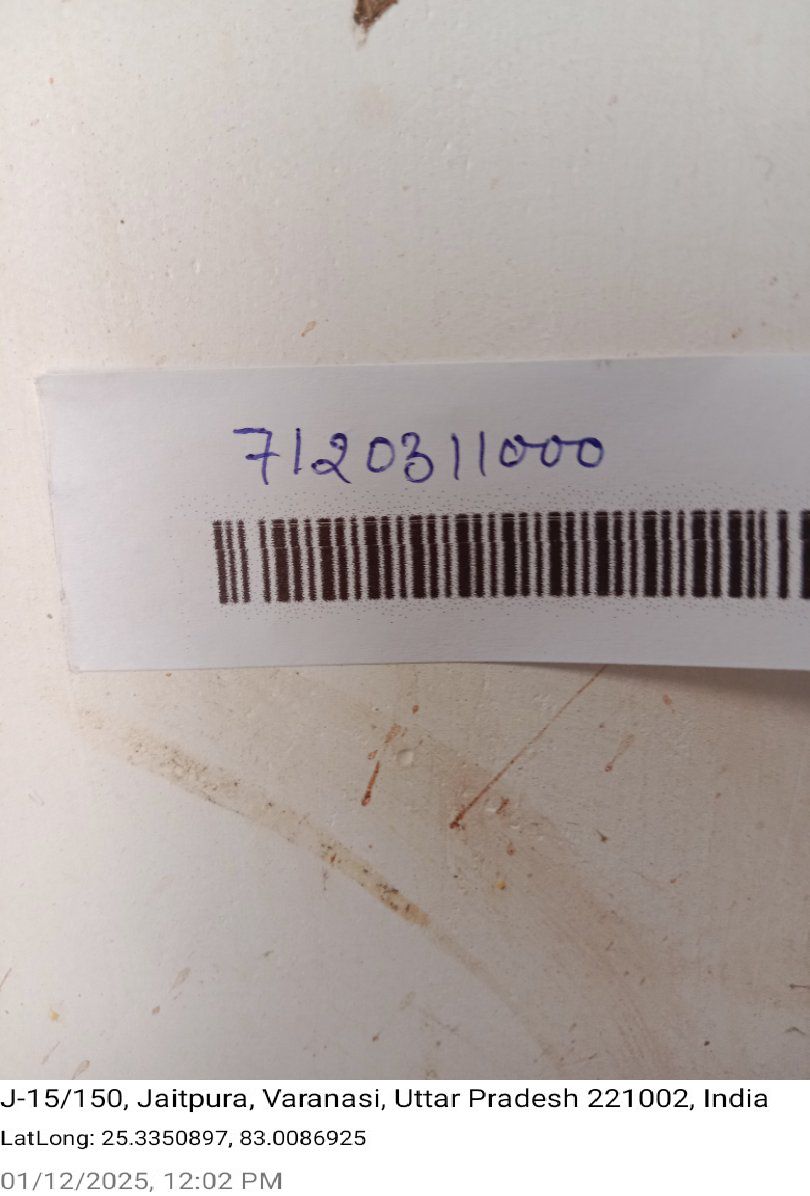 7120311000
J-15/150, Jaitpura, Varanasi, Uttar Pradesh 221002, India
LatLong: 25.3350897, 83.0086925
01/12/2025, 12:02 PM